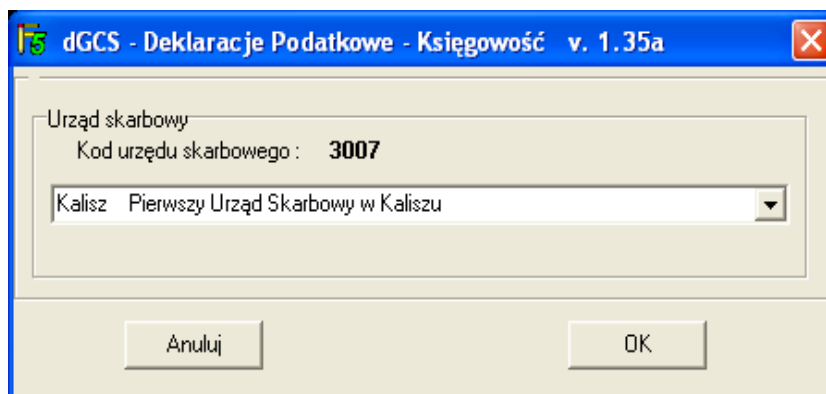 dGCS - Deklaracje Podatkowe - Księgowość v. 1.35a
Urząd skarbowy
Kod urzędu skarbowego : 3007
Kalisz Pierwszy Urząd Skarbowy w Kaliszu
Anuluj OK